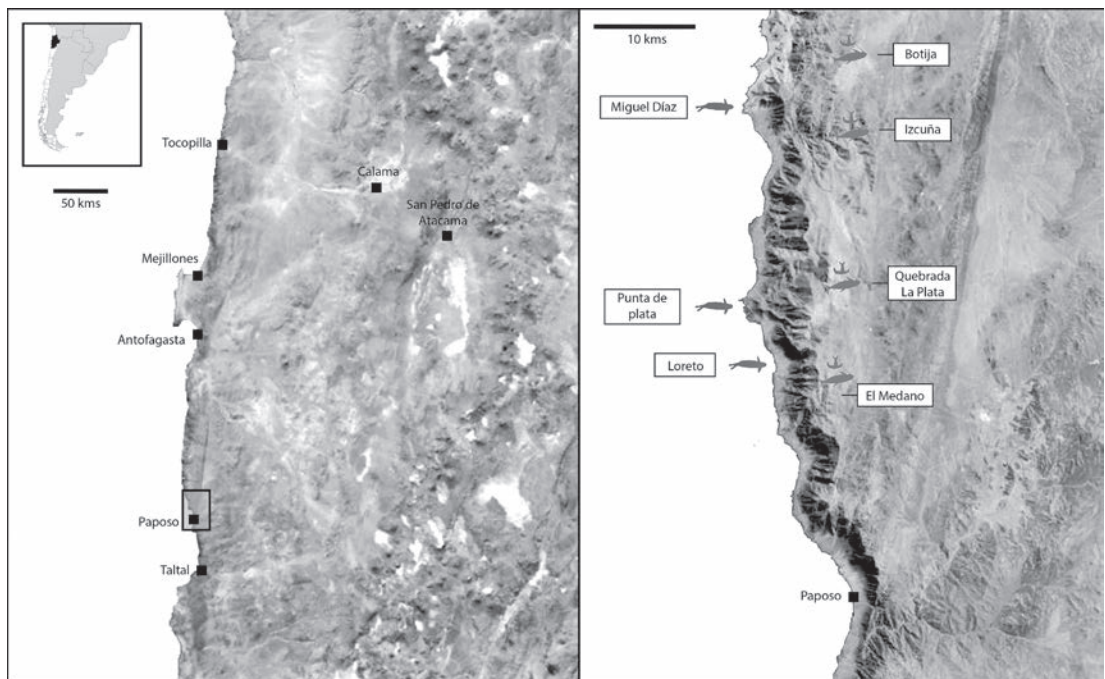 Tocopilla
50 kms
Calama
San Pedro de
Atacama
Mejillones
Antofagasta
Paposo
Taltal
10 kms
Botija
Miguel Díaz
Izcuña
Quebrada
La Plata
Punta de
plata
Loreto
El Medano
Paposo